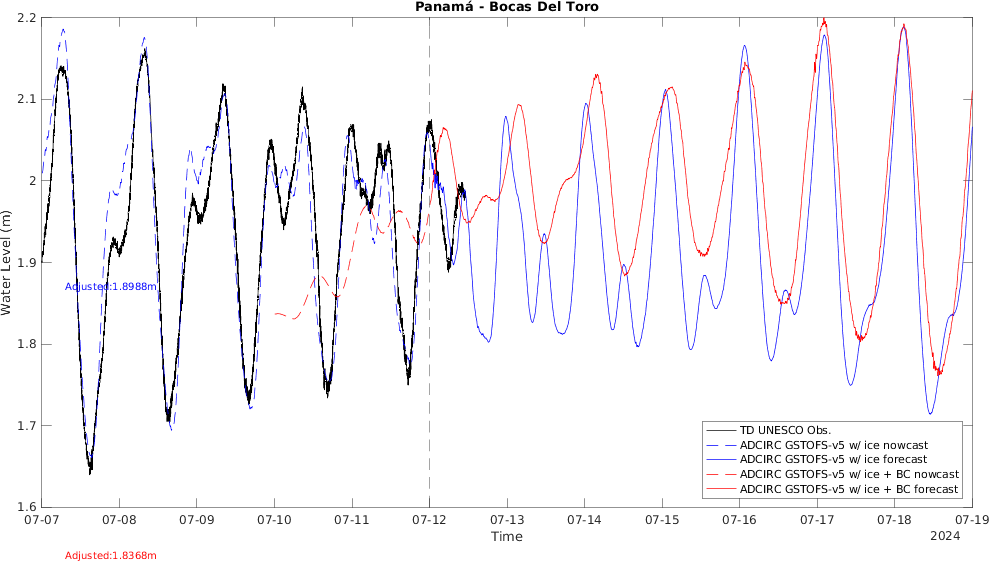 Panamá - Bocas Del Toro
Water Level (m)
2.2
2.1
2
1.9
1.8
1.7
1.6
Adjusted:1.8988m
TD UNESCO Obs.
ADCIRC GSTOFS-v5 w/ ice nowcast
ADCIRC GSTOFS-v5 w/ ice forecast
ADCIRC GSTOFS-v5 w/ ice + BC nowcast
ADCIRC GSTOFS-v5 w/ ice + BC forecast
07-07 07-08 07-09 07-10 07-11 07-12 07-13 07-14 07-15 07-16 07-17 07-18 07-19
Time
2024
Adjusted:1.8368m